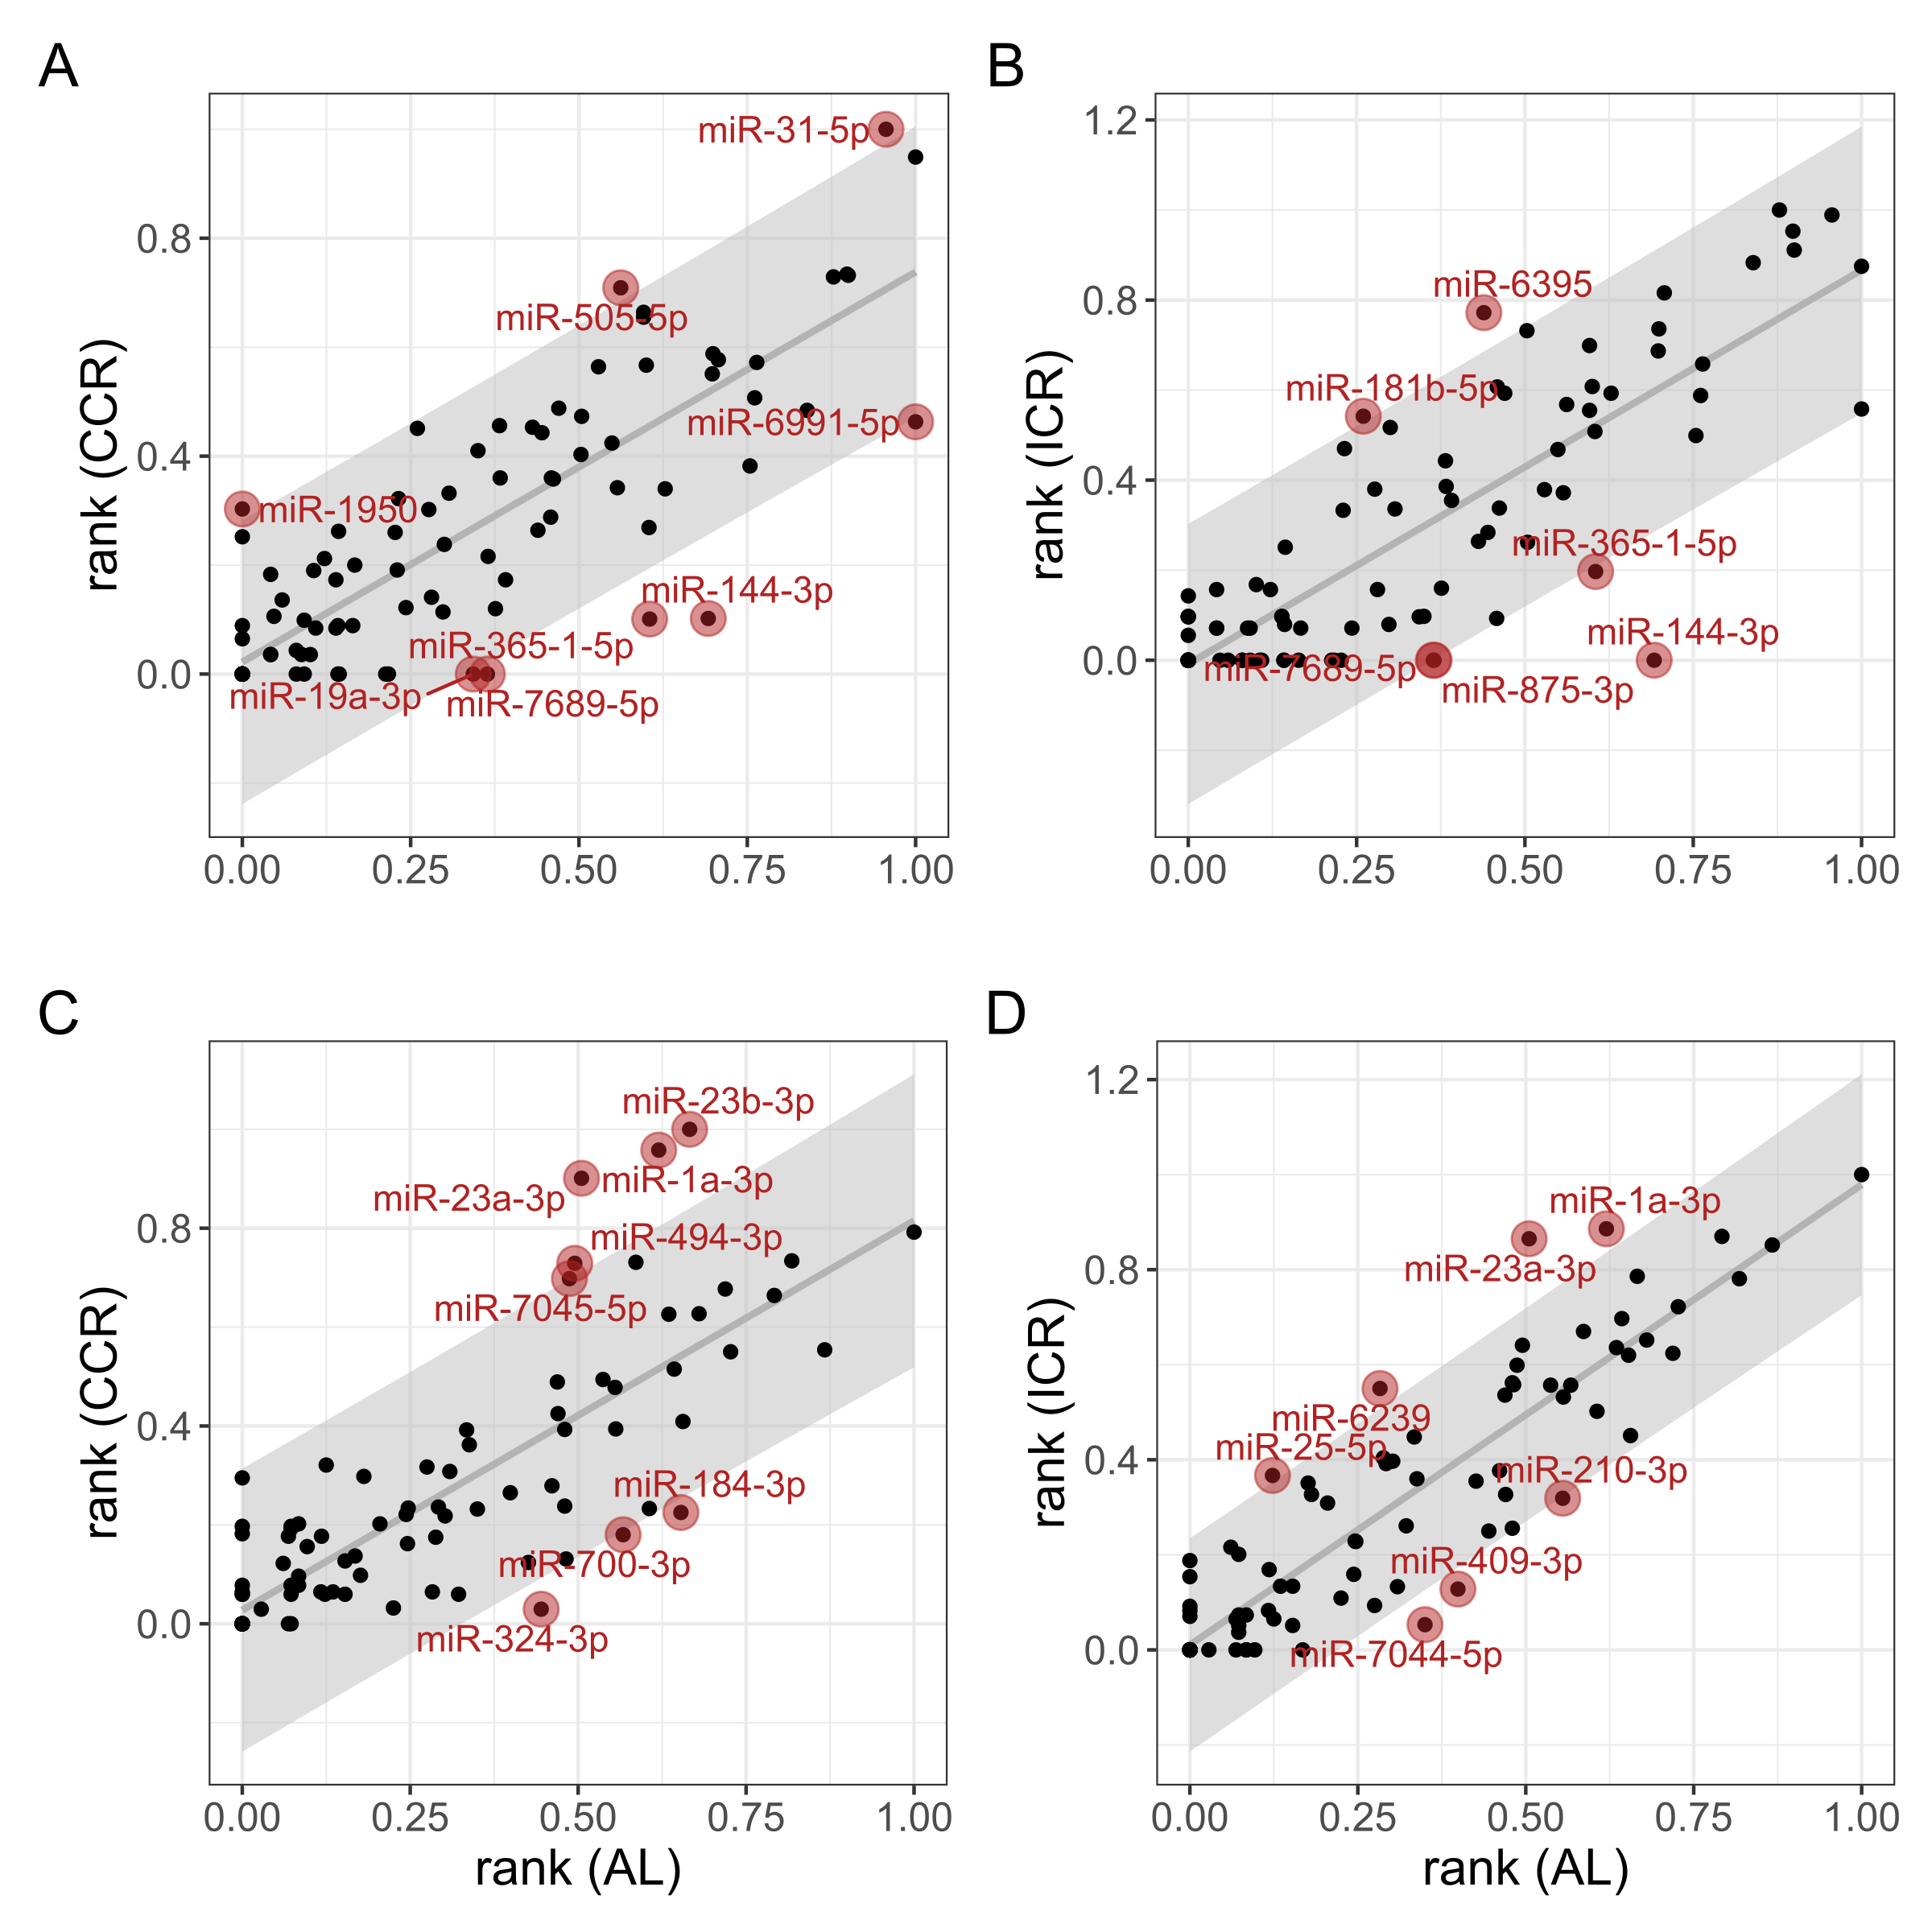 A
B
miR-31-5p
1.2
miR-6395
0.8
miR-505-5p
0.8
miR-181b-5p
miR-6991-5p
0.4
0.4
miR-1950
miR-365-1-5p
miR-144-3p
miR-144-3p
miR-365-1-5p
0.0
0.0
miR-7689-5p
miR-19a-3p
miR-7689-5p
miR-875-3p
rank (CCR)
rank (ICR)
0.00 0.25 0.50 0.75 1.00
0.00 0.25 0.50 0.75 1.00
C
D
miR-23b-3p
1.2
miR-1a-3p
miR-23a-3p
miR-1a-3p
0.8
miR-494-3p
0.8
miR-23a-3p
miR-7045-5p
0.4
miR-6239
miR-25-5p
0.4
miR-184-3p
miR-210-3p
miR-700-3p
miR-409-3p
0.0
miR-324-3p
0.0
miR-7044-5p
rank (CCR)
rank (ICR)
0.00 0.25 0.50 0.75 1.00
0.00 0.25 0.50 0.75 1.00
rank (AL)
rank (AL)